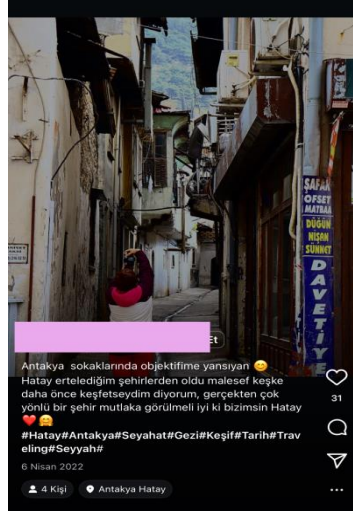 ŞAFAK
OFSET
MATBAA
DÜĞÜN
NİŞAN
SÜNNET
DAVETİYE
Antakya sokaklarında objektifime yansıyan 😊
Hatay ertelediğim şehirlerden oldu malesef keşke
daha önce keşfetseydim diyorum, gerçekten çok
yönlü bir şehir mutlaka görülmeli iyi ki bizimsin Hatay
❤️🤗
#Hatay#Antakya#Seyahat#Gezi#Keşif#Tarih#Trav
eling#Seyyah#
6 Nisan 2022
31
4 Kişi
Antakya Hatay